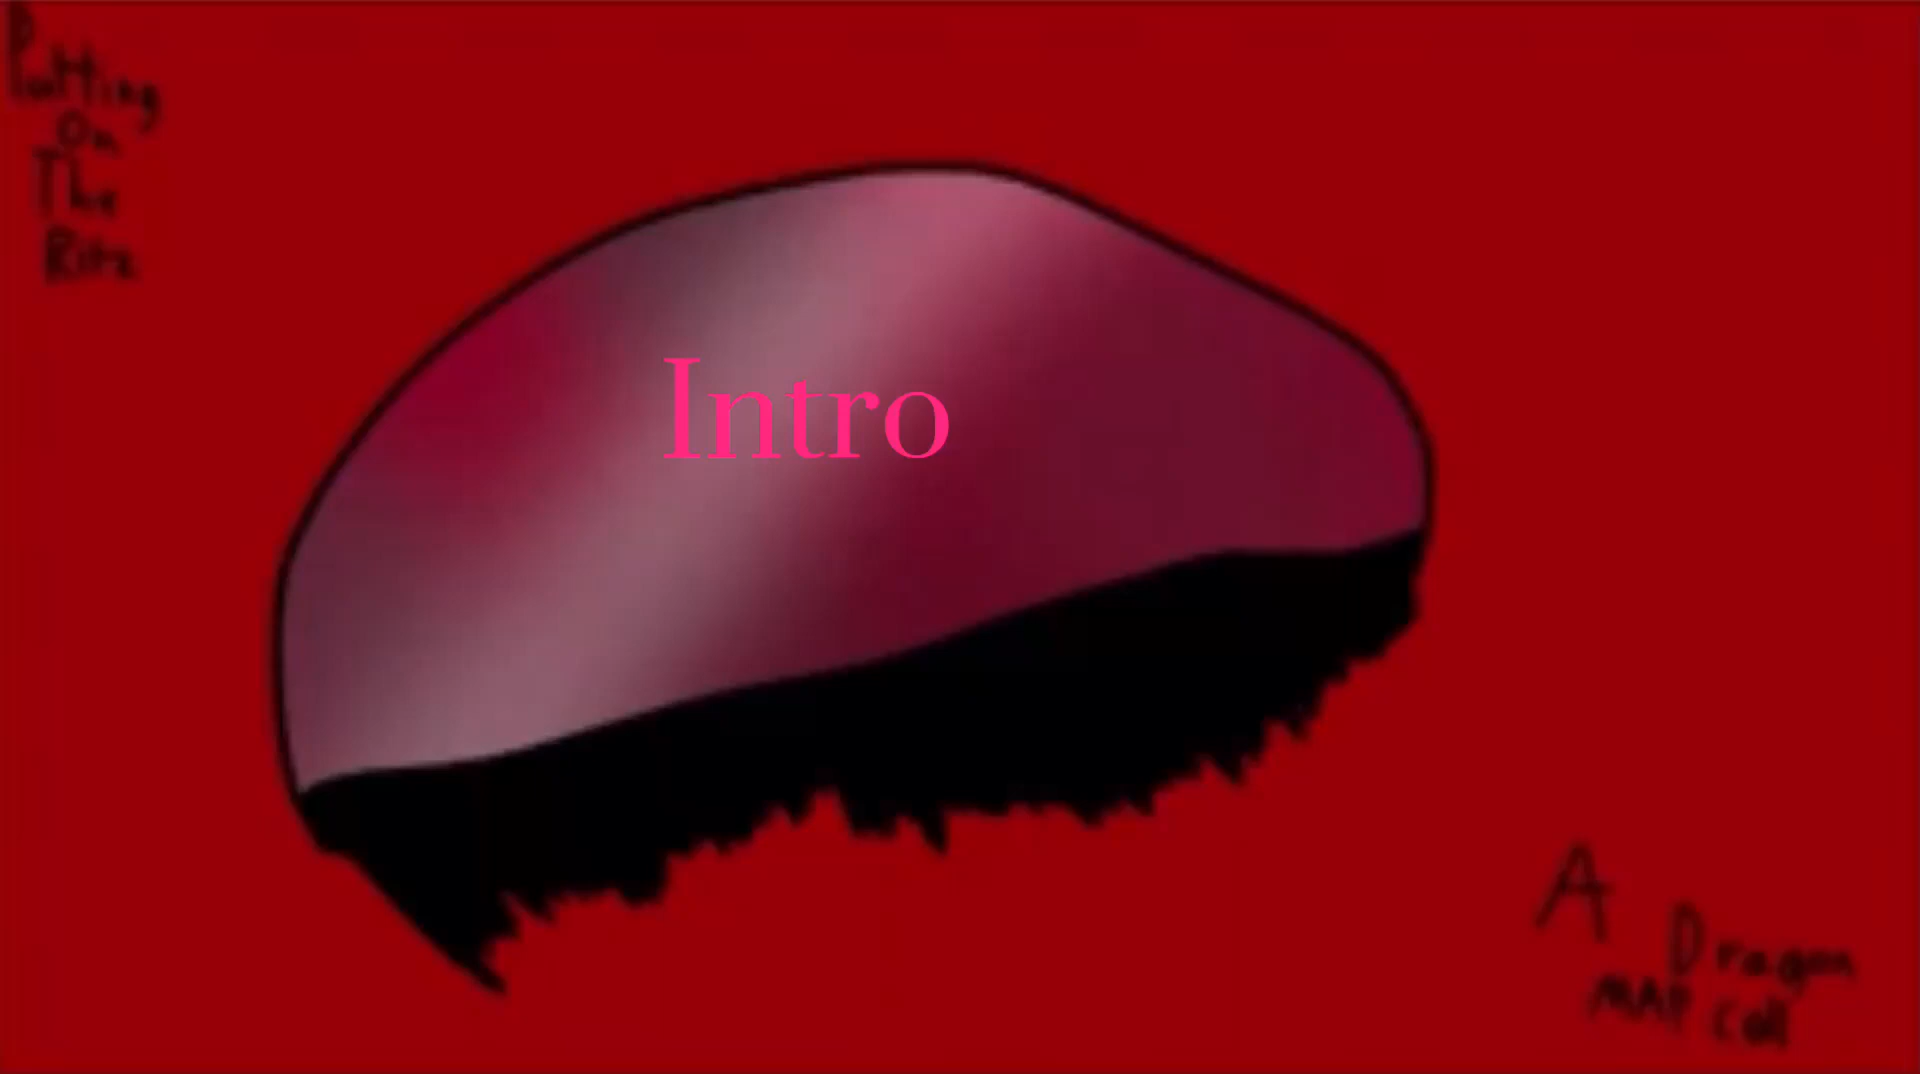 Putting
On
The
Ritz
Intro
A Dragon
MAP Call